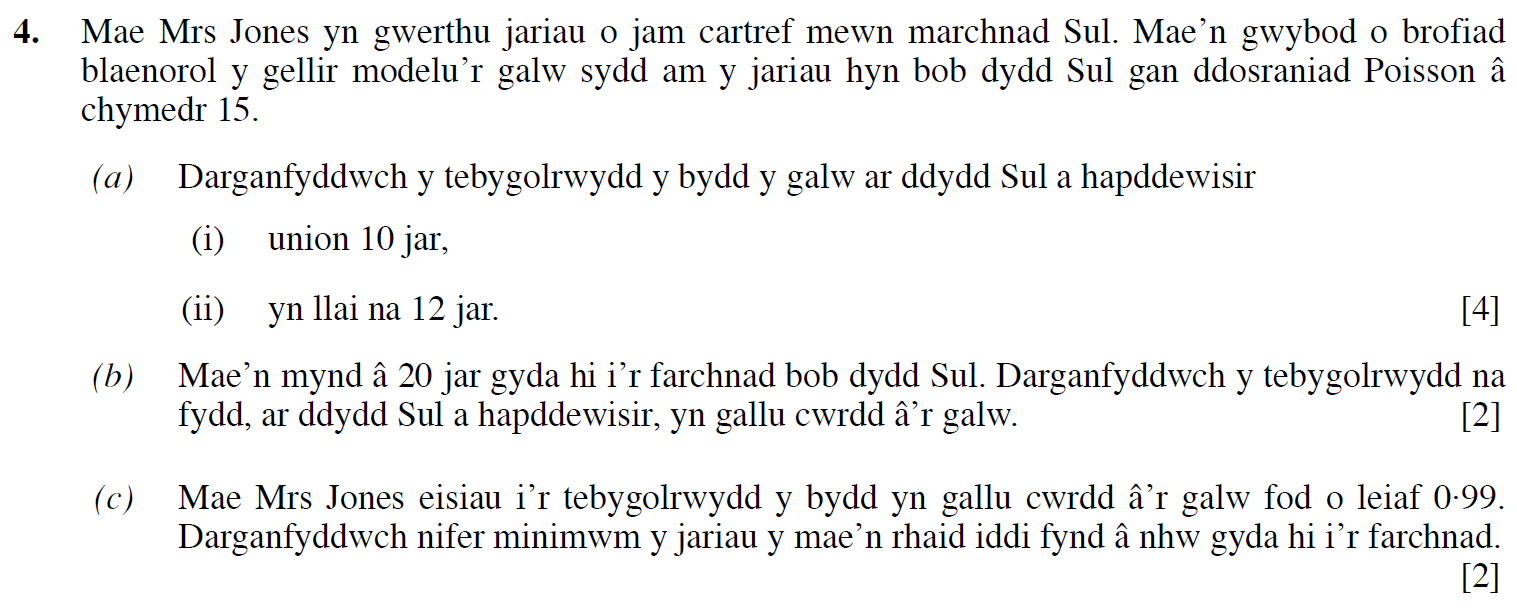 4. Mae Mrs Jones yn gwerthu jariau o jam cartref mewn marchnad Sul. Mae’n gwybod o brofiad
blaenorol y gellir modelu’r galw sydd am y jariau hyn bob dydd Sul gan ddosraniad Poisson â
chymedr 15.
(a) Darganfyddwch y tebygolrwydd y bydd y galw ar ddydd Sul a hapddewisir
(i) union 10 jar,
(ii) yn llai na 12 jar. [4]
(b) Mae’n mynd â 20 jar gyda hi i’r farchnad bob dydd Sul. Darganfyddwch y tebygolrwydd na
fydd, ar ddydd Sul a hapddewisir, yn gallu cwrdd â’r galw. [2]
(c) Mae Mrs Jones eisiau i’r tebygolrwydd y bydd yn gallu cwrdd â’r galw fod o leiaf 0·99.
Darganfyddwch nifer minimwm y jariau y mae’n rhaid iddi fynd â nhw gyda hi i’r farchnad.
[2]